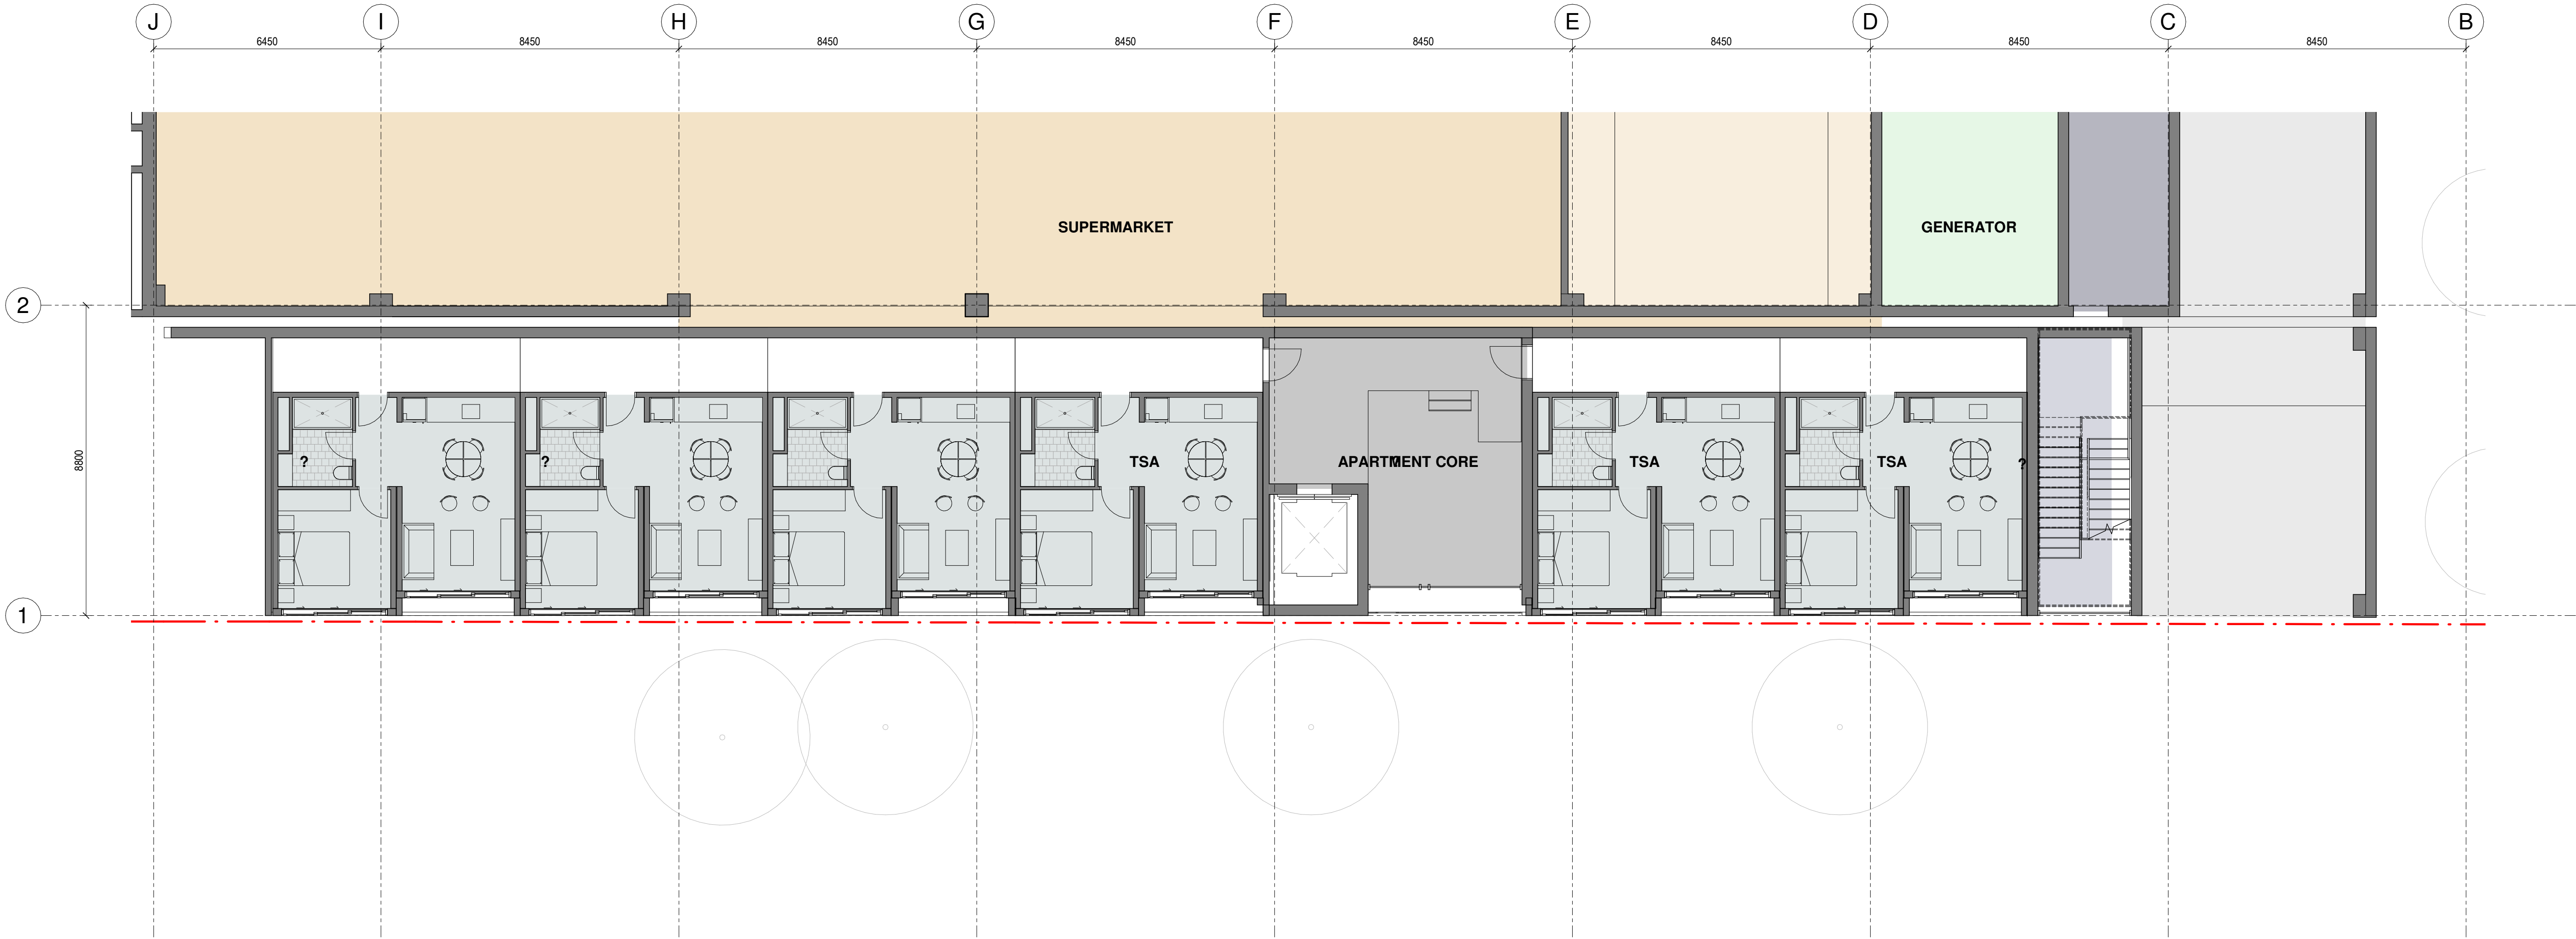 J I H G F E D C B
6450 8450 8450 8450 8450 8450 8450 8450
SUPERMARKET GENERATOR
2
8800
? ? TSA APARTMENT CORE TSA TSA ?
1